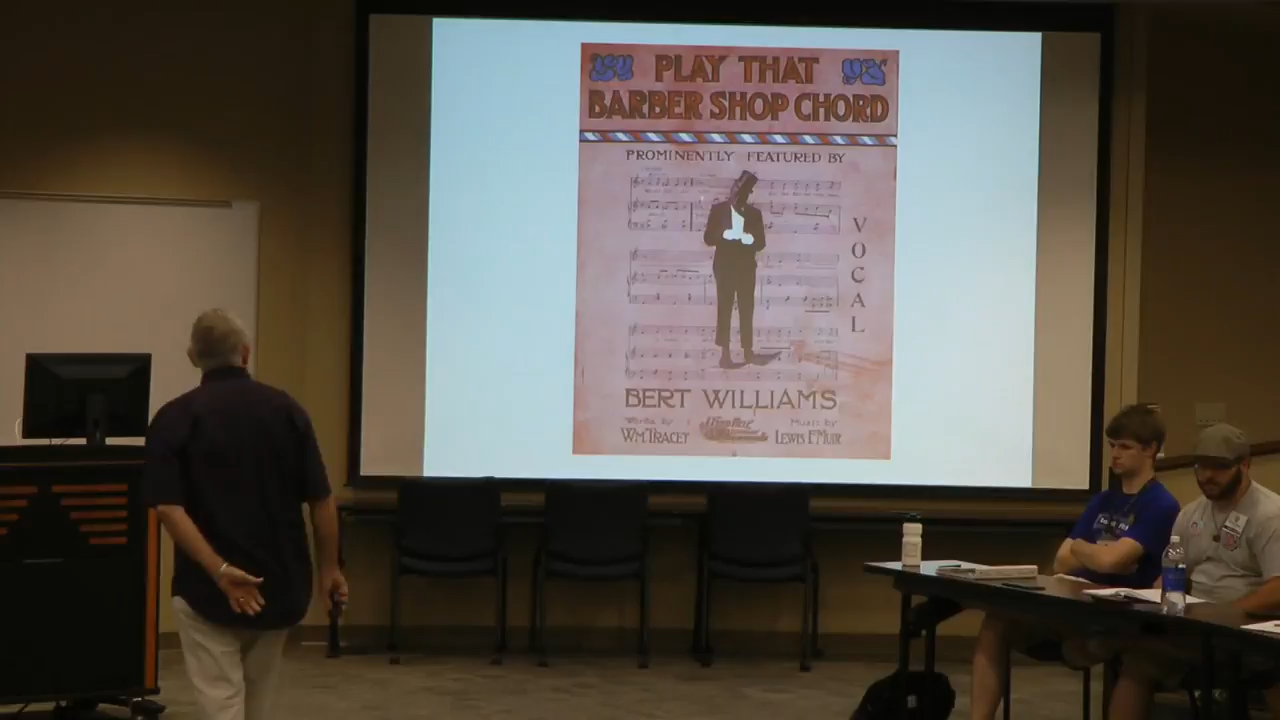 PLAY THAT
BARBER SHOP CHORD
PROMINENTLY FEATURED BY
VOCAL
BERT WILLIAMS
Words by
Music by
WM. TRACEY
LEWIS F. MUIR